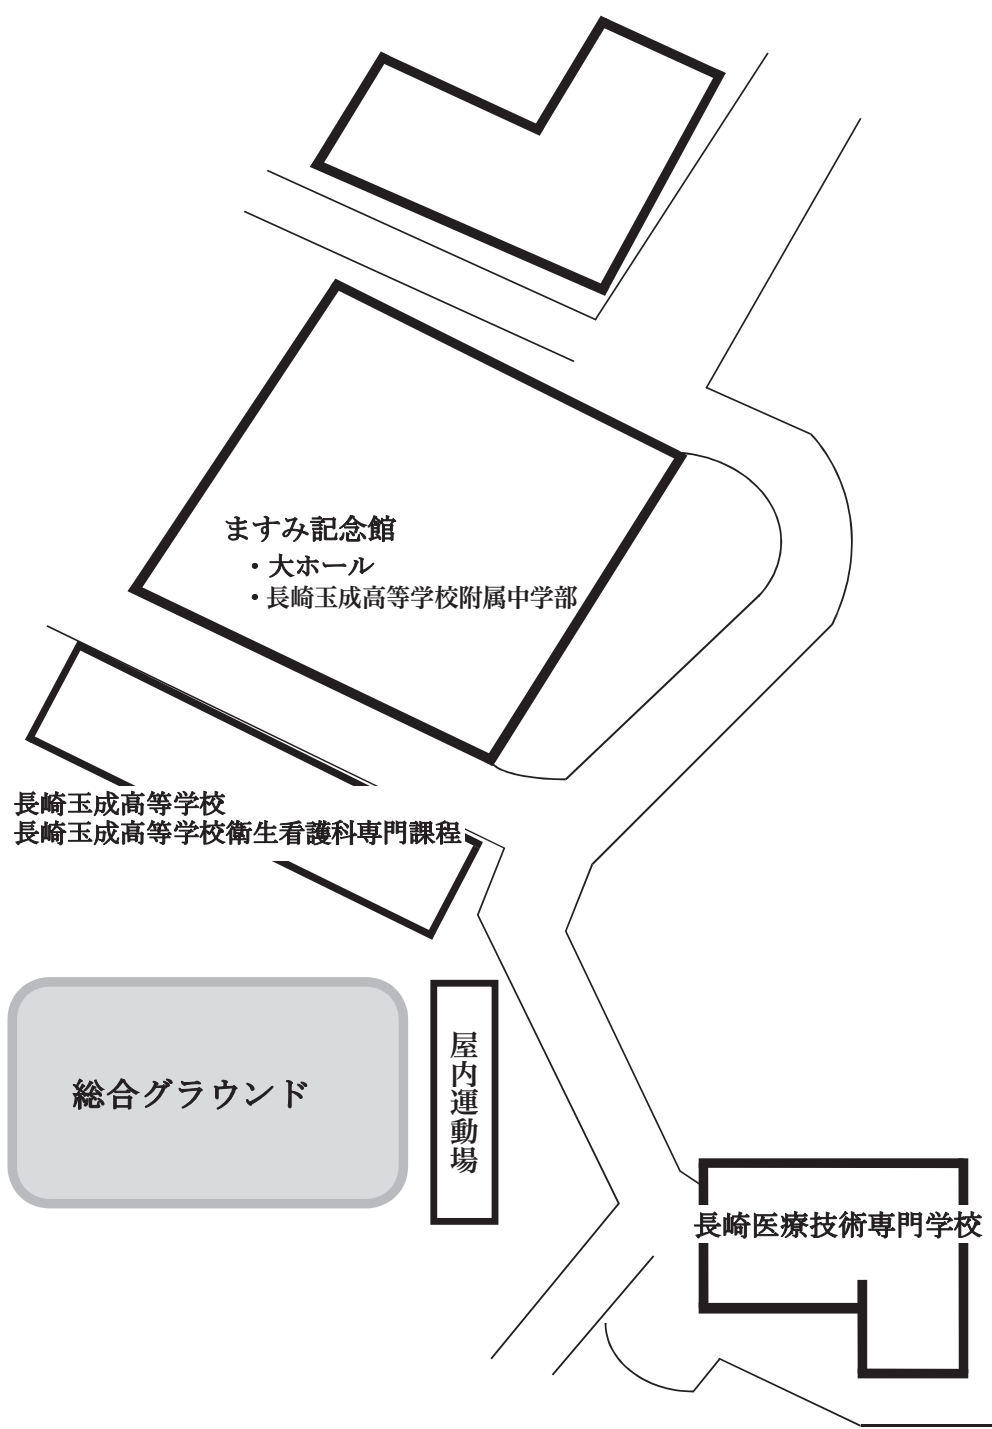 ますみ記念館
・大ホール
・長崎玉成高等学校附属中学部
長崎玉成高等学校
長崎玉成高等学校衛生看護科専門課程
総合グラウンド
屋内運動場
長崎医療技術専門学校